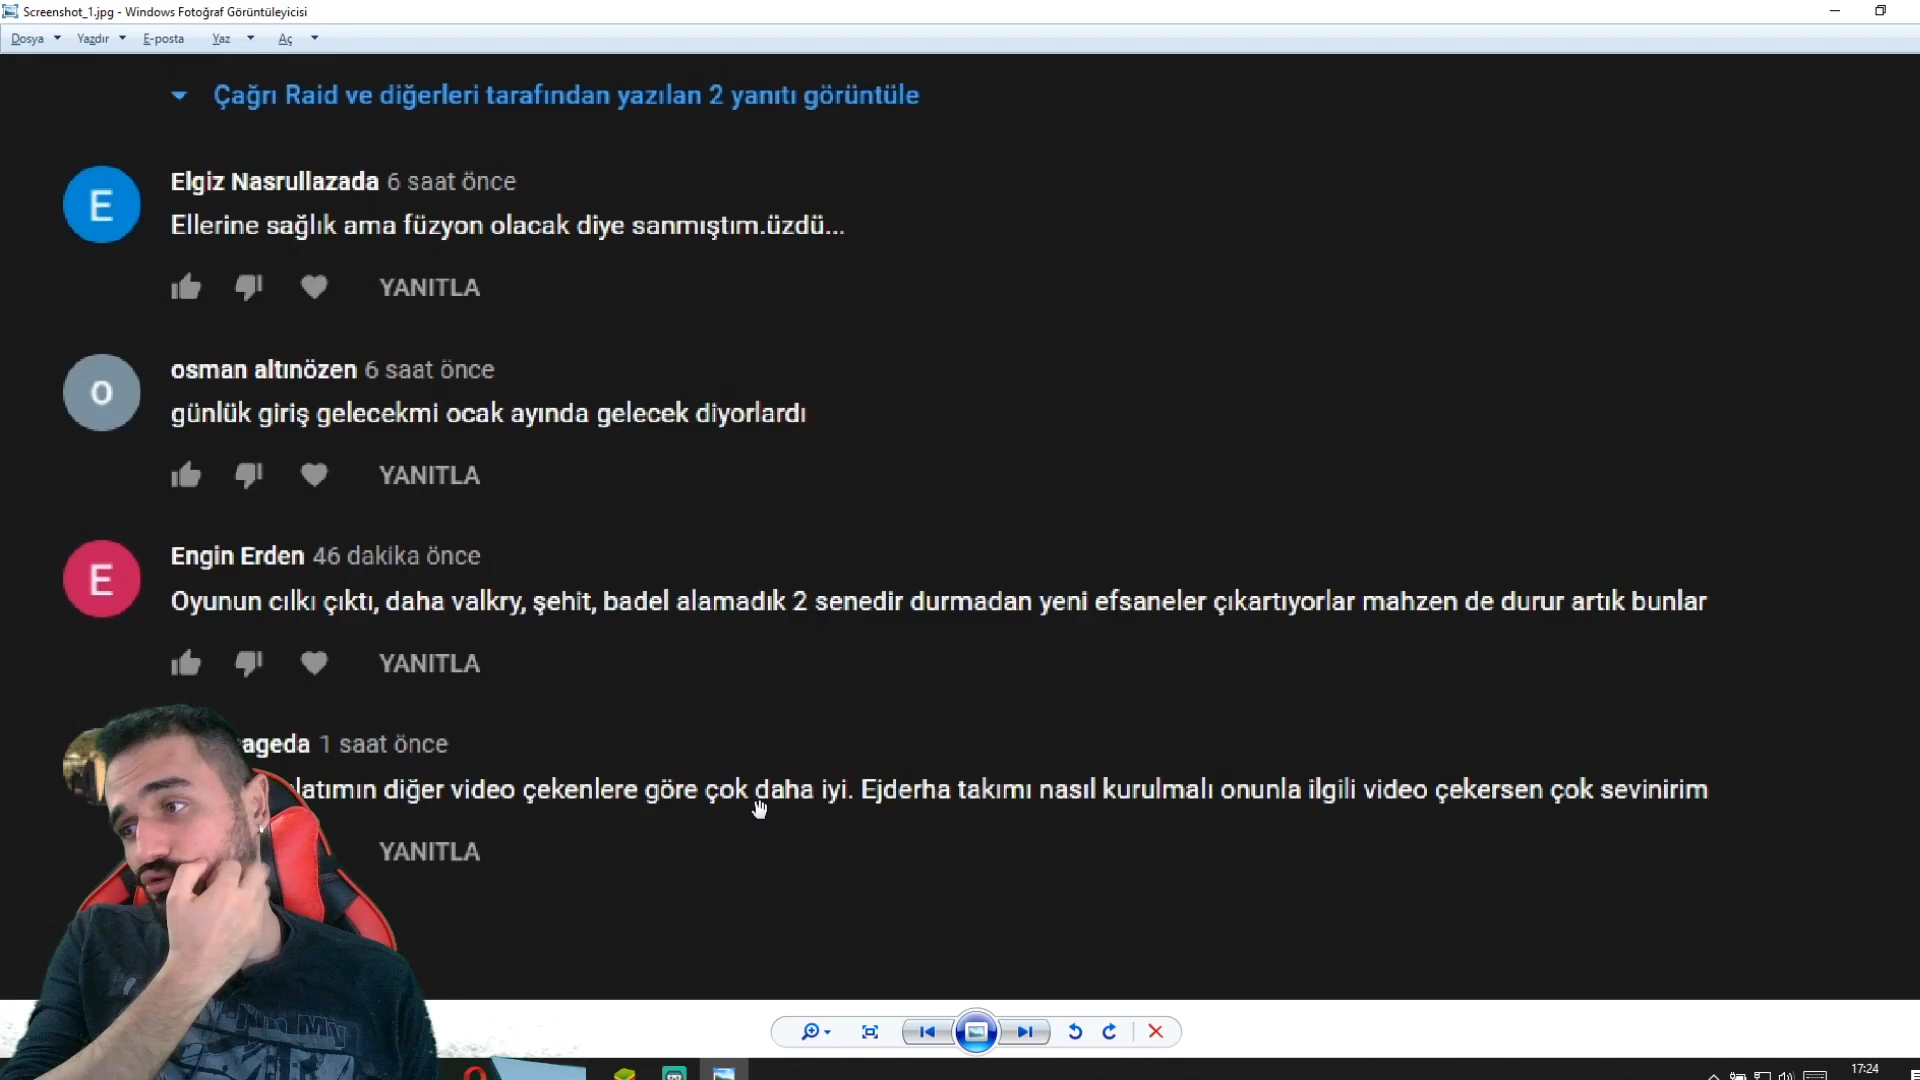 Screenshot_1.jpg - Windows Fotoğraf Görüntüleyicisi
Dosya Yazdır E-posta Yaz Aç
Çağrı Raid ve diğerleri tarafından yazılan 2 yanıtı görüntüle
E
Elgiz Nasrullazada 6 saat önce
Ellerine sağlık ama füzyon olacak diye sanmıştım.üzdü...
YANITLA
o
osman altınözen 6 saat önce
günlük giriş gelecekmi ocak ayında gelecek diyorlardı
YANITLA
E
Engin Erden 46 dakika önce
Oyunun cılkı çıktı, daha valkry, şehit, badel alamadık 2 senedir durmadan yeni efsaneler çıkartıyorlar mahzen de durur artık bunlar
YANITLA
ageda 1 saat önce
latımın diğer video çekenlere göre çok daha iyi. Ejderha takımı nasıl kurulmalı onunla ilgili video çekersen çok sevinirim
YANITLA
17:24